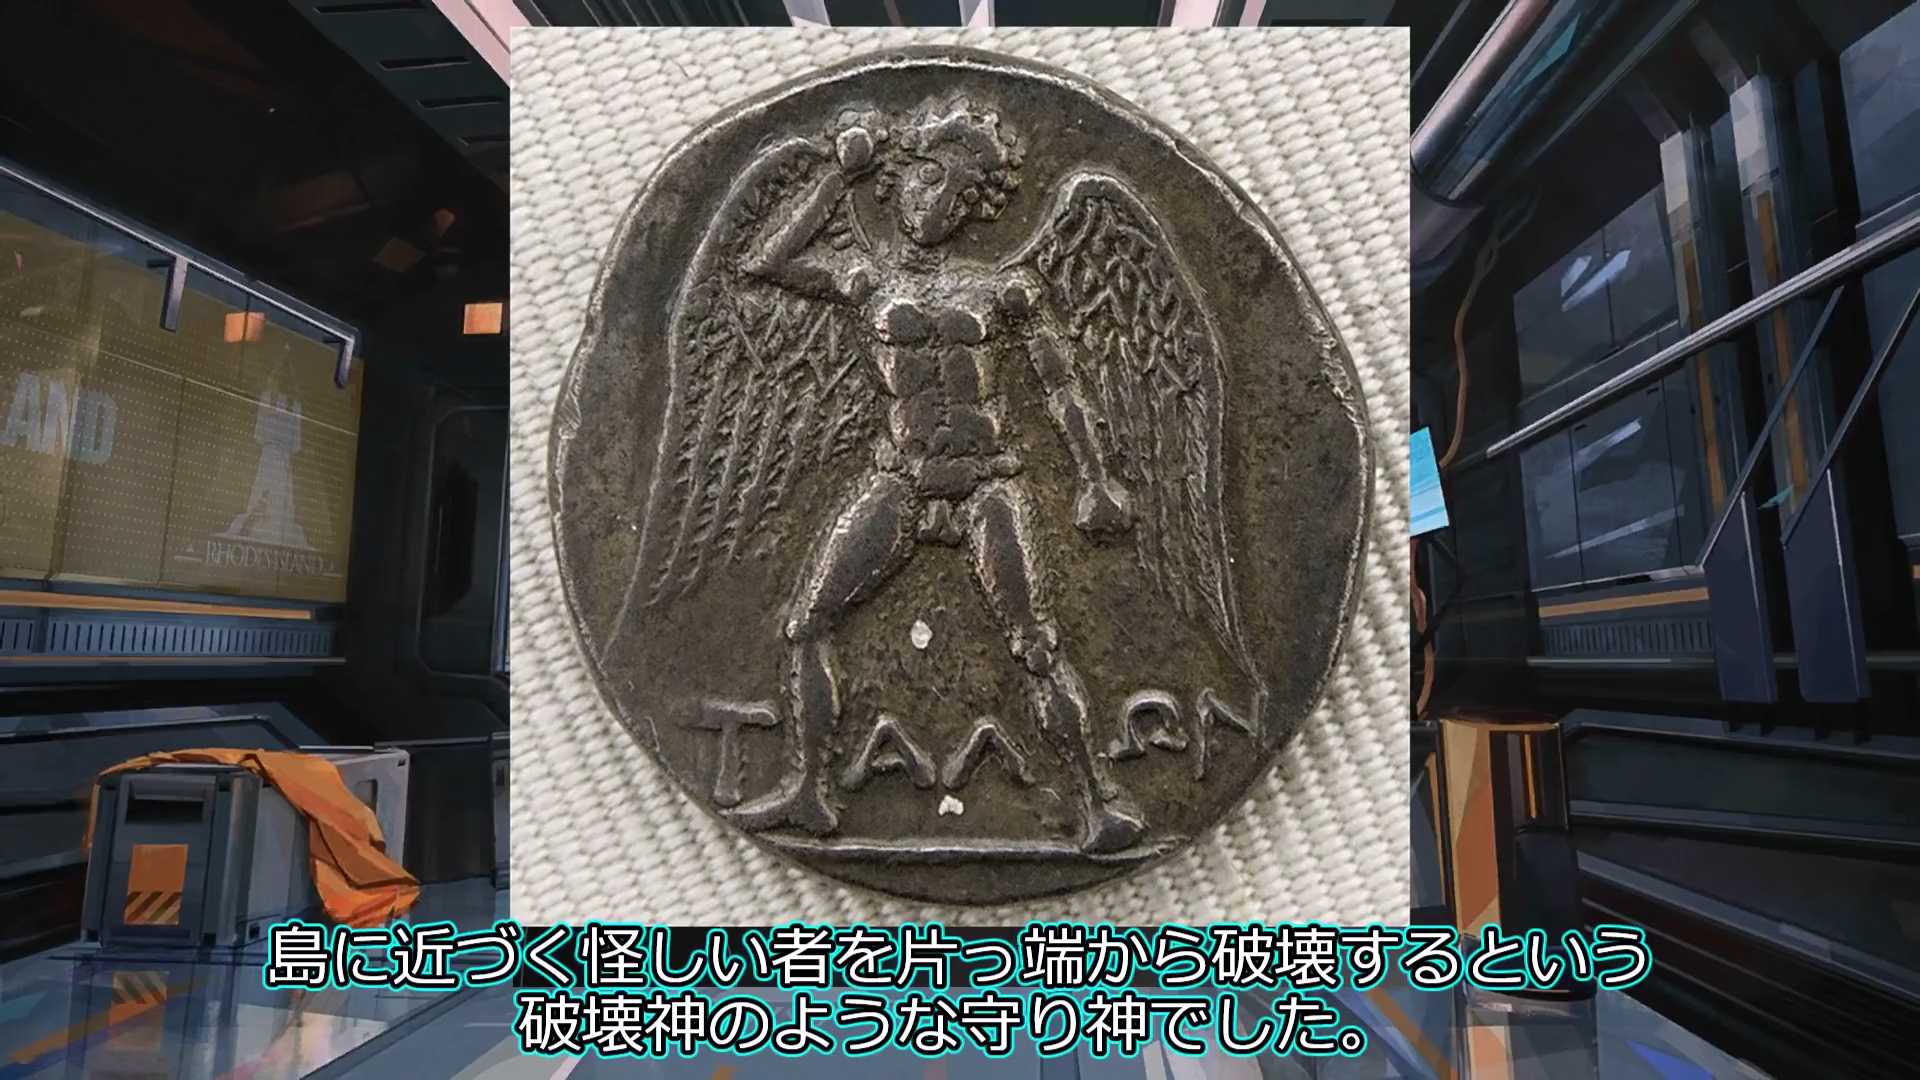 AND
RHODES ISLAND
ΤΑΛΩΝ
島に近づく怪しい者を片っ端から破壊するという
破壊神のような守り神でした。